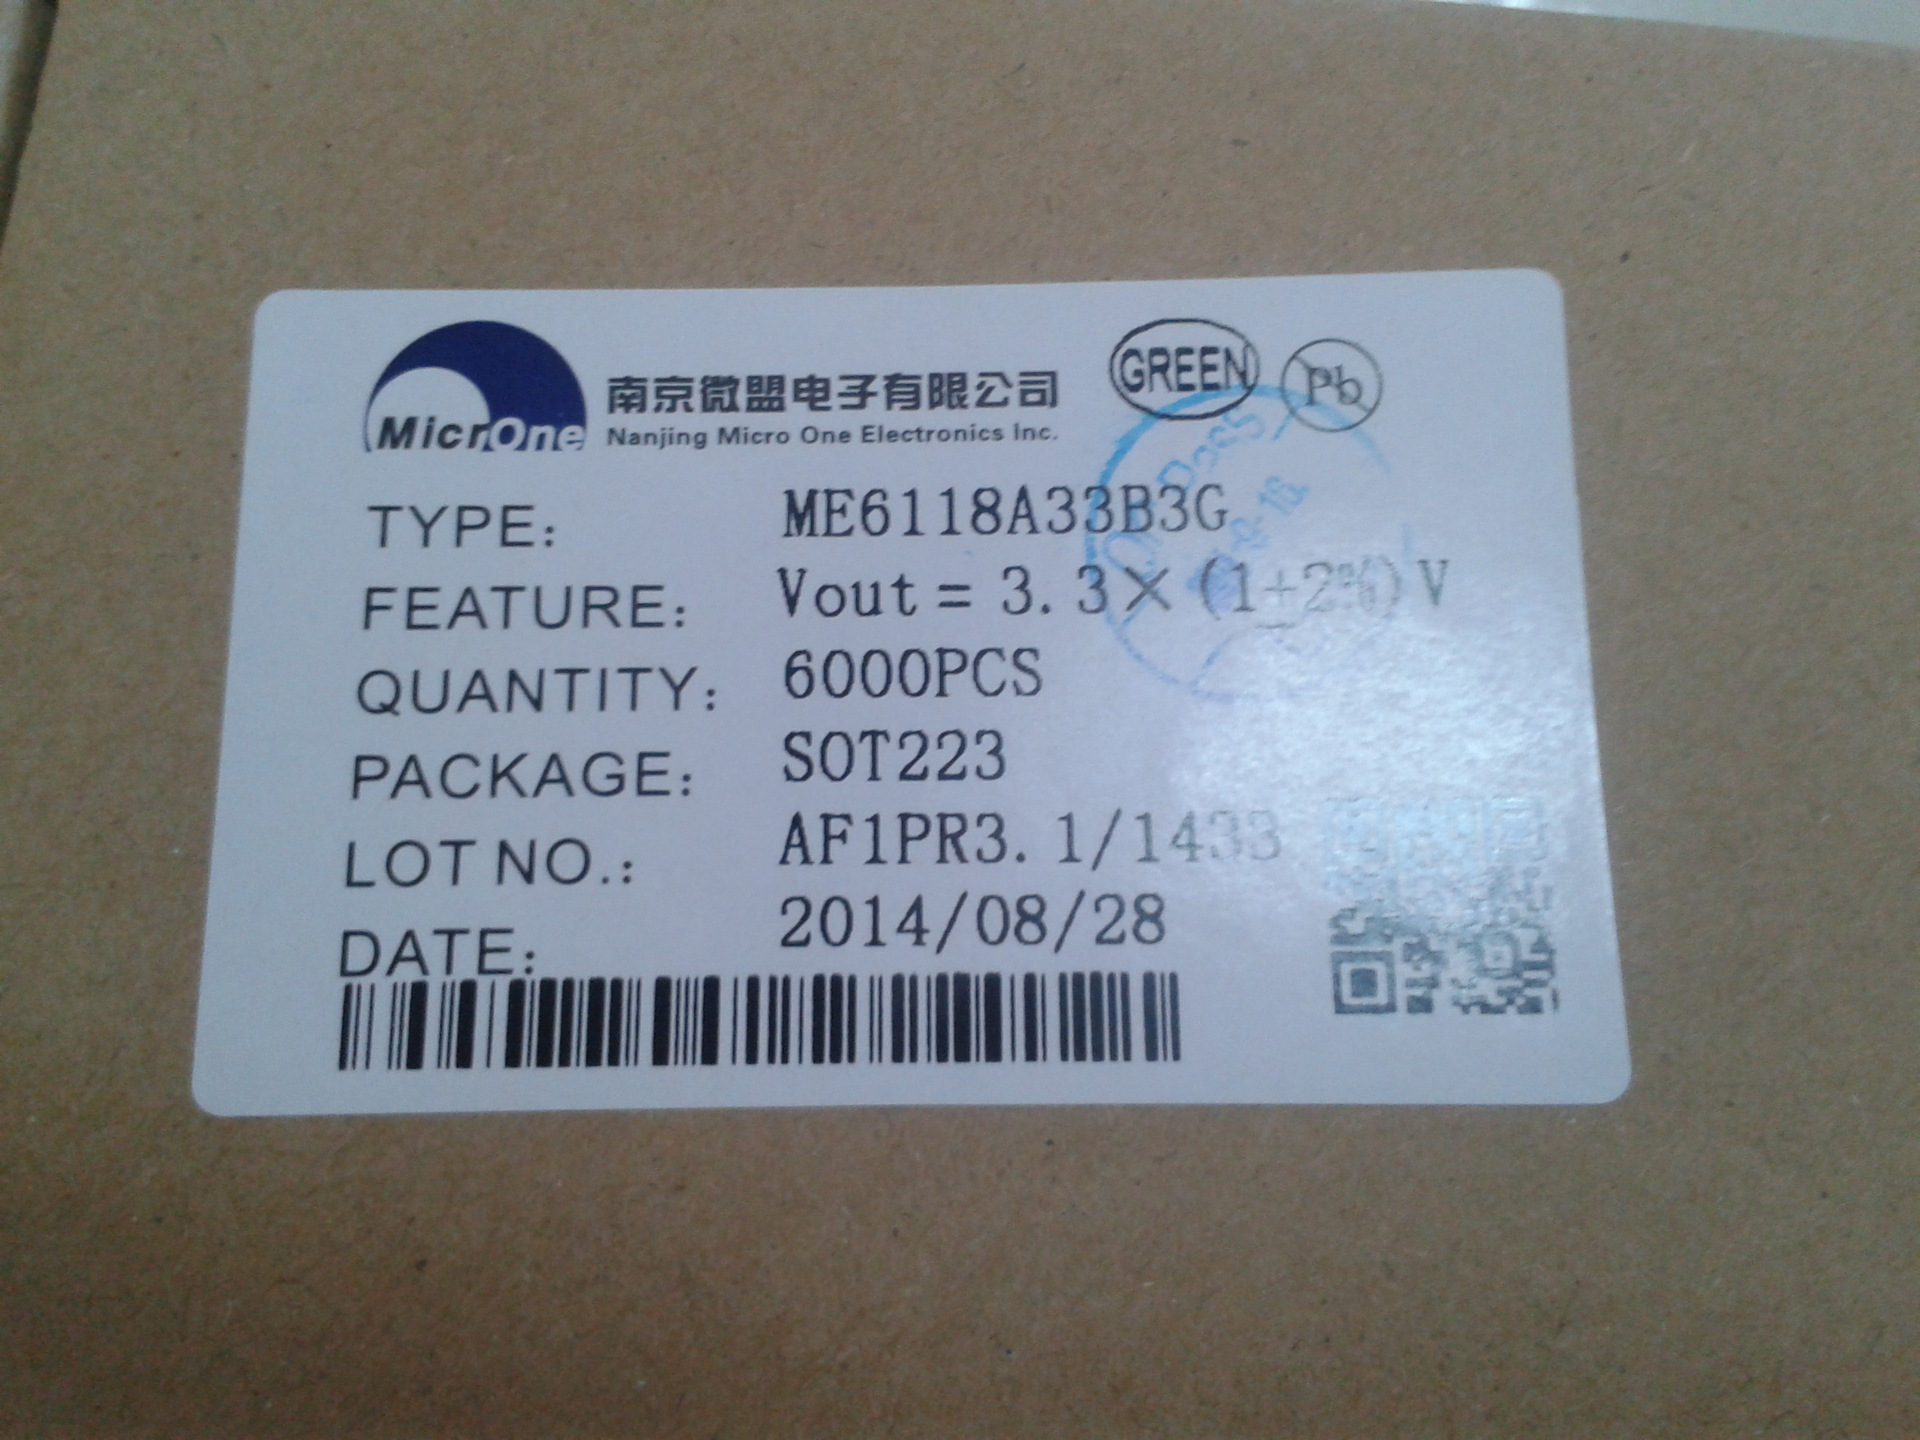 MicrOne
南京微盟电子有限公司
Nanjing Micro One Electronics Inc.
GREEN
Pb
TYPE: ME6118A33B3G
FEATURE: Vout = 3.3×(1±2%)V
QUANTITY: 6000PCS
PACKAGE: SOT223
LOT NO.: AF1PR3.1/1433
DATE: 2014/08/28
Pass